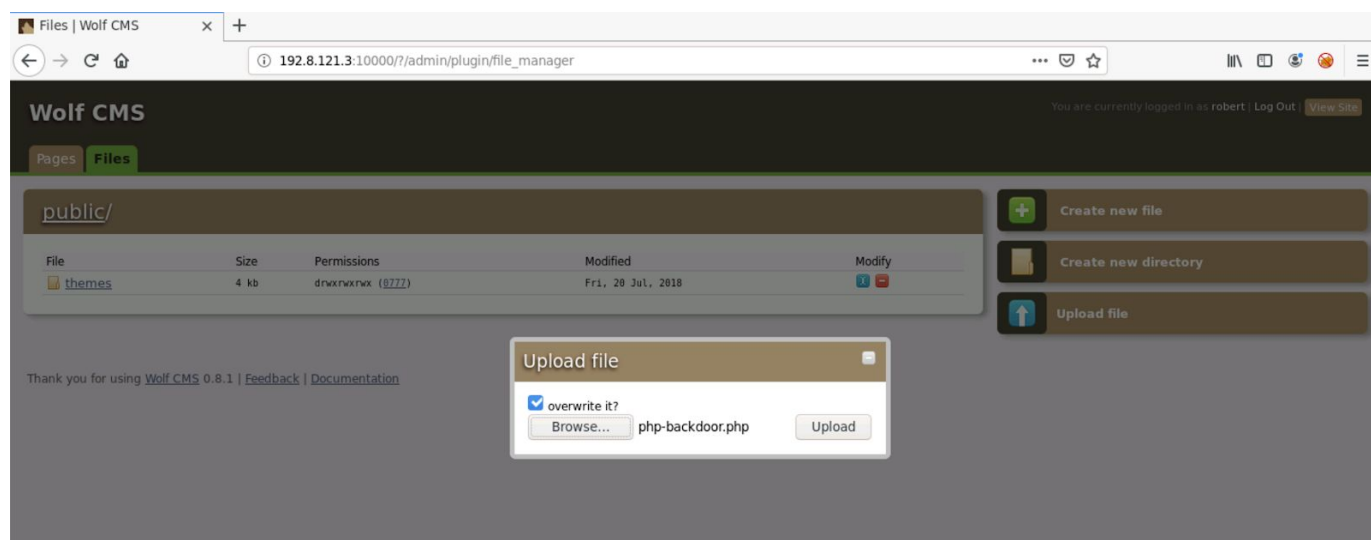 Files | Wolf CMS
192.8.121.3:10000/?/admin/plugin/file_manager
Wolf CMS
You are currently logged in as robert | Log Out | View Site
Pages Files
public/
Create new file
File Size Permissions Modified Modify
themes 4 kb drwxrwxrwx (0777) Fri, 20 Jul, 2018
Create new directory
Upload file
Upload file
Thank you for using Wolf CMS 0.8.1 | Feedback | Documentation
overwrite it?
Browse... php-backdoor.php Upload